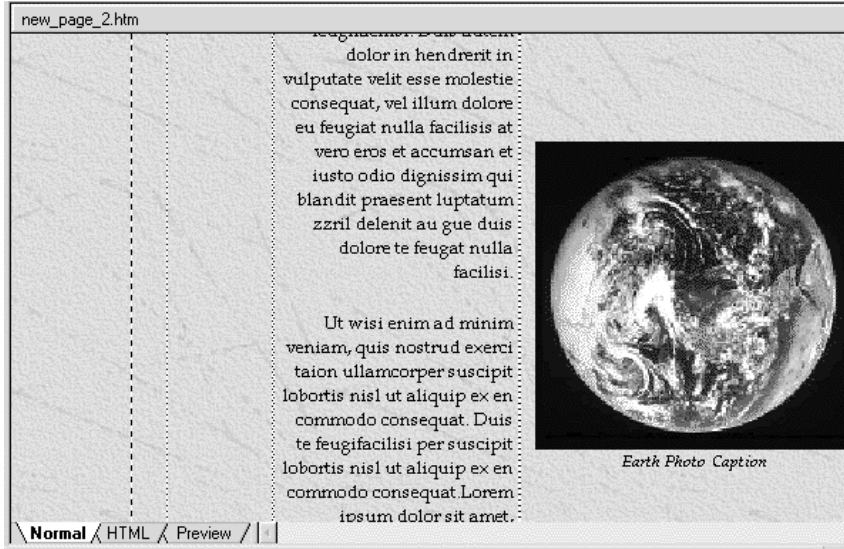 new_page_2.htm
feugifacilisi. Duis autem
dolor in hendrerit in
vulputate velit esse molestie
consequat, vel illum dolore
eu feugiat nulla facilisis at
vero eros et accumsan et
iusto odio dignissim qui
blandit praesent luptatum
zzril delenit au gue duis
dolore te feugat nulla
facilisi.
Ut wisi enim ad minim
veniam, quis nostrud exerci
taion ullamcorper suscipit
lobortis nisl ut aliquip ex en
commodo consequat. Duis
te feugifacilisi per suscipit
lobortis nisl ut aliquip ex en
commodo consequat.Lorem
ipsum dolor sit amet,
Earth Photo Caption
Normal HTML Preview